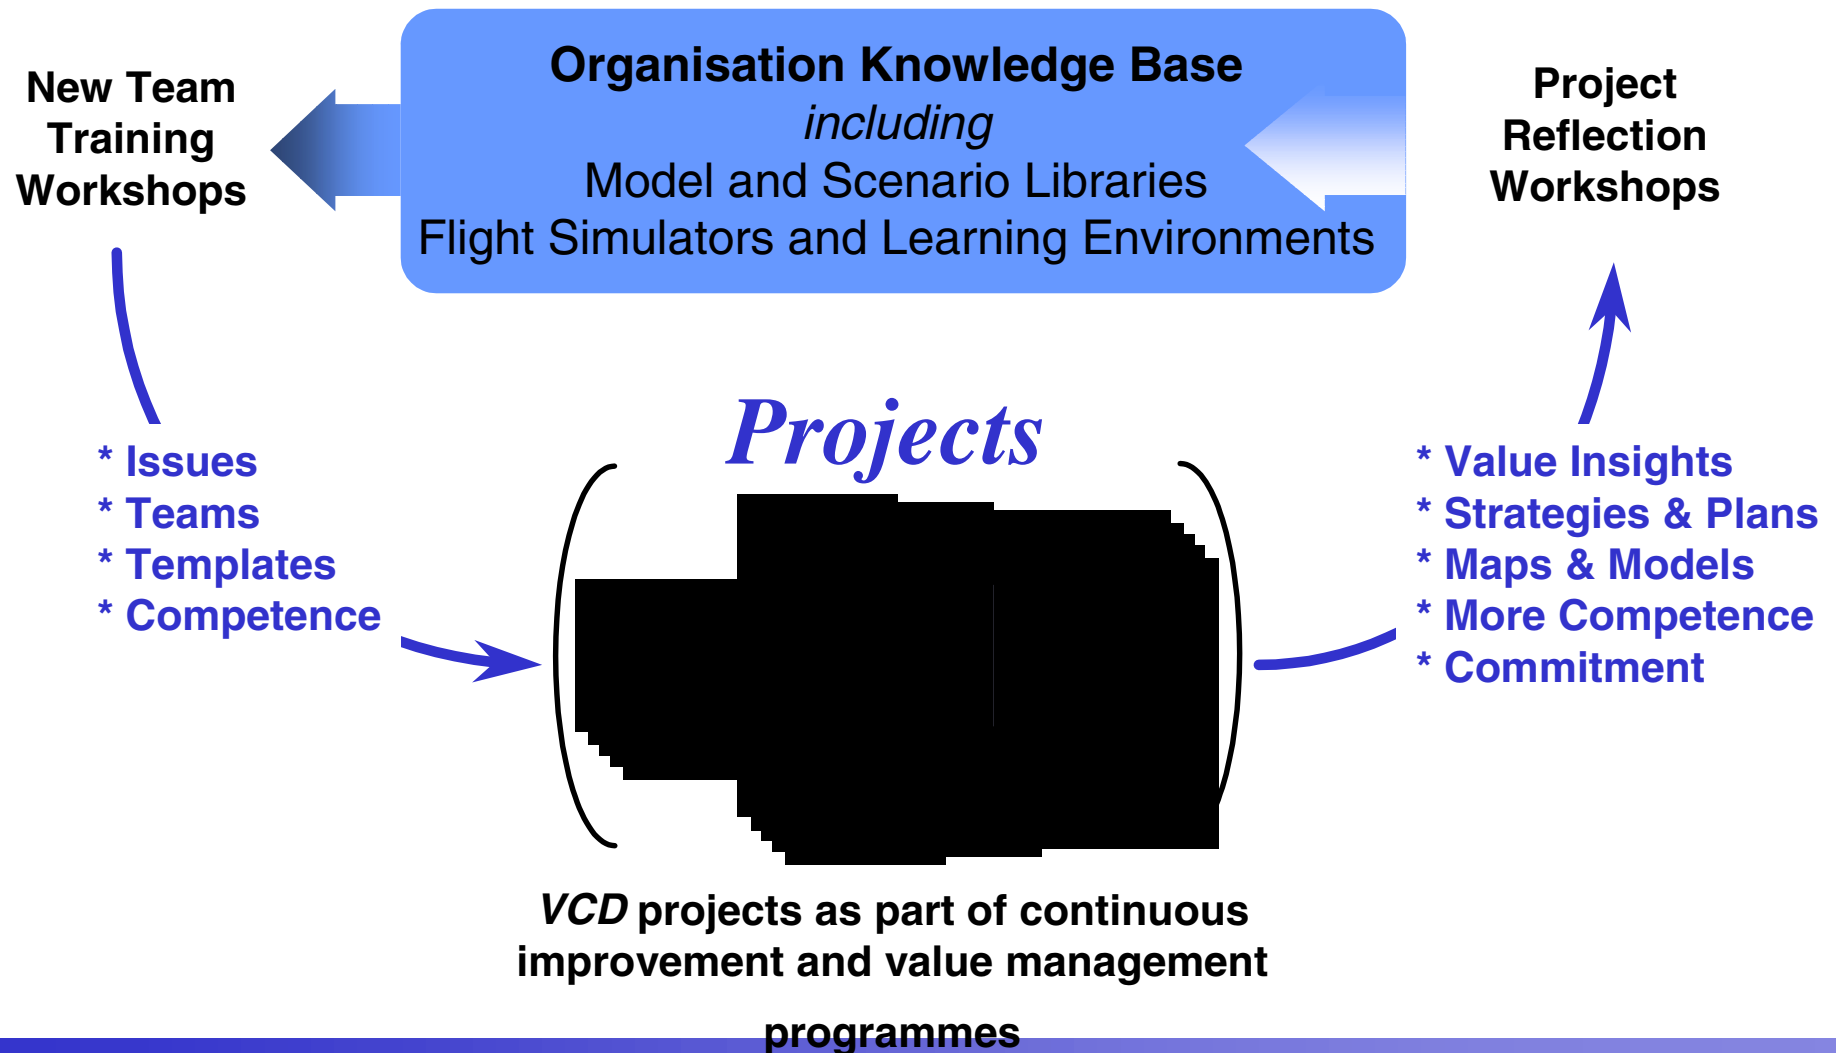 Organisation Knowledge Base
including
Model and Scenario Libraries
Flight Simulators and Learning Environments
New Team
Training
Workshops
Project
Reflection
Workshops
Projects
* Issues
* Teams
* Templates
* Competence
* Value Insights
* Strategies & Plans
* Maps & Models
* More Competence
* Commitment
VCD projects as part of continuous
improvement and value management
programmes